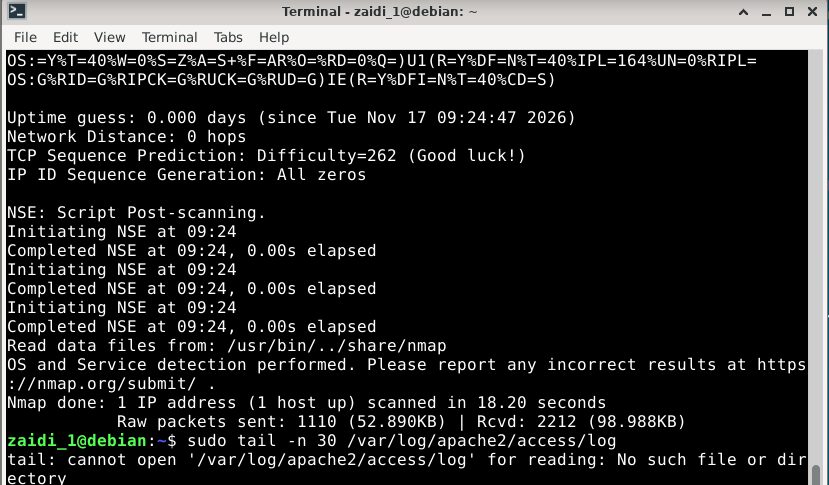 Terminal - zaidi_1@debian: ~
File Edit View Terminal Tabs Help
OS:=Y%T=40%W=0%S=Z%A=S+%F=AR%O=%RD=0%Q=)U1(R=Y%DF=N%T=40%IPL=164%UN=0%RIPL=
OS:G%RID=G%RIPCK=G%RUCK=G%RUD=G)IE(R=Y%DFI=N%T=40%CD=S)
Uptime guess: 0.000 days (since Tue Nov 17 09:24:47 2026)
Network Distance: 0 hops
TCP Sequence Prediction: Difficulty=262 (Good luck!)
IP ID Sequence Generation: All zeros
NSE: Script Post-scanning.
Initiating NSE at 09:24
Completed NSE at 09:24, 0.00s elapsed
Initiating NSE at 09:24
Completed NSE at 09:24, 0.00s elapsed
Initiating NSE at 09:24
Completed NSE at 09:24, 0.00s elapsed
Read data files from: /usr/bin/../share/nmap
OS and Service detection performed. Please report any incorrect results at https
://nmap.org/submit/ .
Nmap done: 1 IP address (1 host up) scanned in 18.20 seconds
Raw packets sent: 1110 (52.890KB) | Rcvd: 2212 (98.988KB)
zaidi_1@debian:~$ sudo tail -n 30 /var/log/apache2/access/log
tail: cannot open '/var/log/apache2/access/log' for reading: No such file or dir
ectory